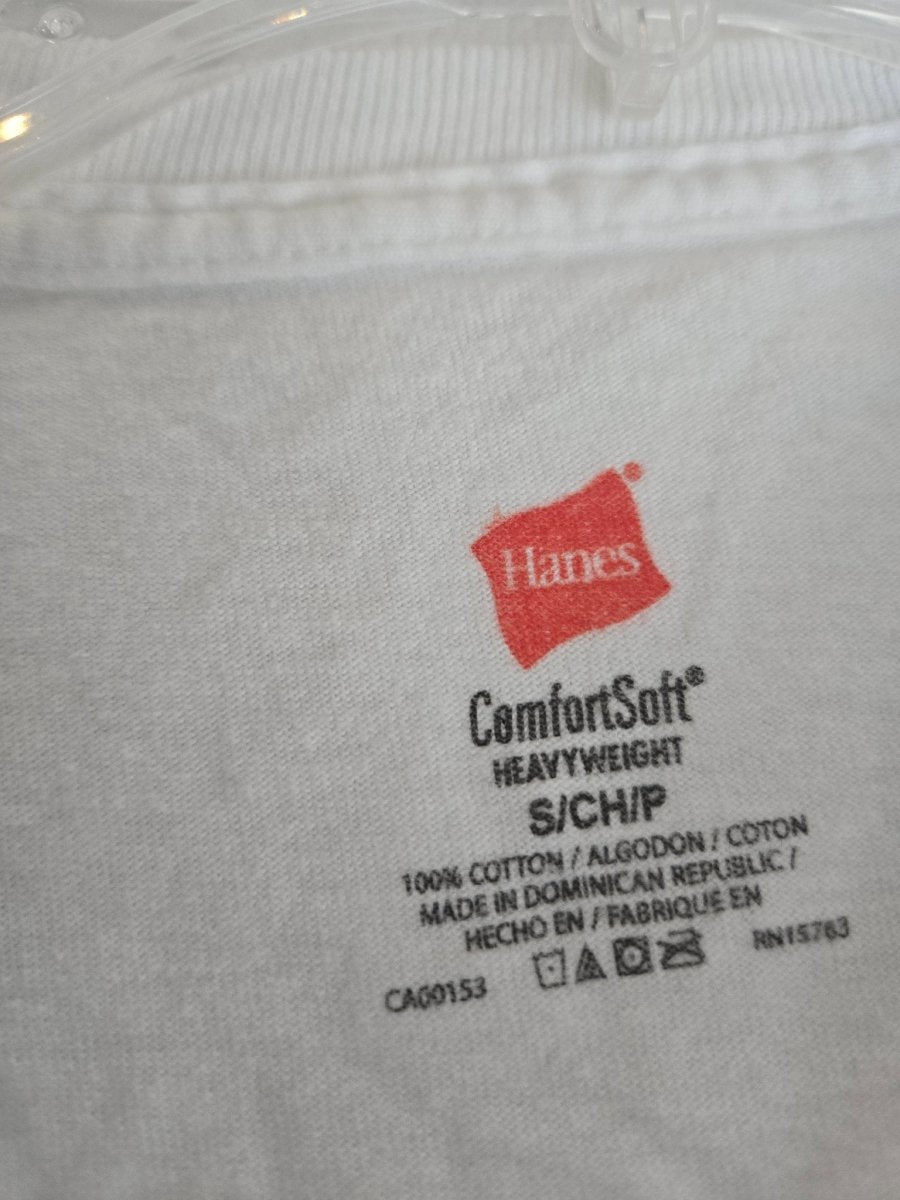 Hanes®
ComfortSoft®
HEAVYWEIGHT
S/CH/P
100% COTTON / ALGODON / COTON
MADE IN DOMINICAN REPUBLIC /
HECHO EN / FABRIQUE EN
CA00153
RN15763